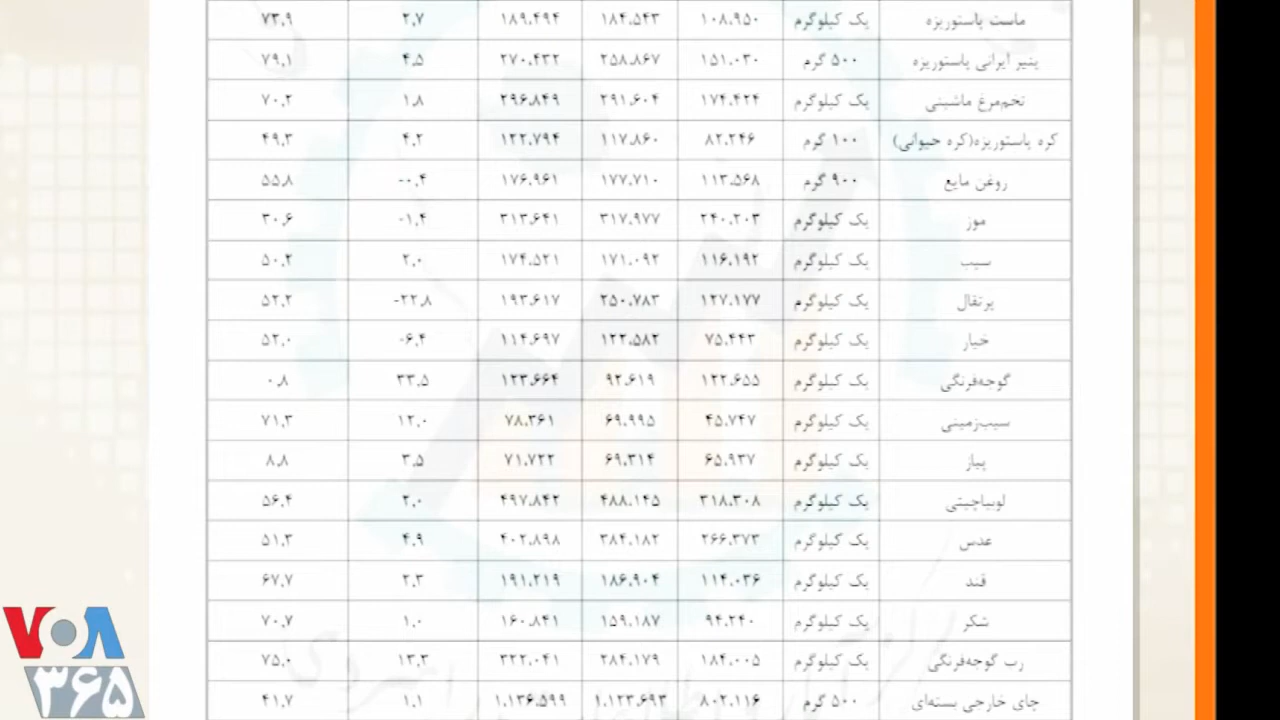 ماست پاستوریزه یک کیلوگرم ۱۰۸,۹۵۰ ۱۸۴,۵۴۳ ۱۸۹,۴۹۴ ۲,۷ ۷۳,۹
پنیر ایرانی پاستوریزه ۵۰۰ گرم ۱۵۱,۰۳۰ ۲۵۸,۸۶۷ ۲۷۰,۴۳۲ ۴,۵ ۷۹,۱
تخم‌مرغ ماشینی یک کیلوگرم ۱۷۴,۴۲۴ ۲۹۱,۶۰۴ ۲۹۶,۸۴۹ ۱,۸ ۷۰,۲
کره پاستوریزه(کره حیوانی) ۱۰۰ گرم ۸۲,۲۴۶ ۱۱۷,۸۶۰ ۱۲۲,۷۹۴ ۴,۲ ۴۹,۳
روغن مایع ۹۰۰ گرم ۱۱۳,۵۶۸ ۱۷۷,۷۱۰ ۱۷۶,۹۶۱ -۰,۴ ۵۵,۸
موز یک کیلوگرم ۲۴۰,۲۰۳ ۳۱۷,۹۷۷ ۳۱۳,۶۴۱ -۱,۴ ۳۰,۶
سیب یک کیلوگرم ۱۱۶,۱۹۲ ۱۷۱,۰۹۲ ۱۷۴,۵۲۱ ۲,۰ ۵۰,۲
پرتقال یک کیلوگرم ۱۲۷,۱۷۷ ۲۵۰,۷۸۳ ۱۹۳,۶۱۷ -۲۲,۸ ۵۲,۲
خیار یک کیلوگرم ۷۵,۴۴۳ ۱۲۲,۵۸۲ ۱۱۴,۶۹۷ -۶,۴ ۵۲,۰
گوجه‌فرنگی یک کیلوگرم ۱۲۲,۶۵۵ ۹۲,۶۱۹ ۱۲۳,۶۶۴ ۳۳,۵ ۰,۸
سیب‌زمینی یک کیلوگرم ۴۵,۷۴۷ ۶۹,۹۹۵ ۷۸,۳۶۱ ۱۲,۰ ۷۱,۳
پیاز یک کیلوگرم ۶۵,۹۳۷ ۶۹,۳۱۴ ۷۱,۷۲۲ ۳,۵ ۸,۸
لوبیاچیتی یک کیلوگرم ۳۱۸,۳۰۸ ۴۸۸,۱۴۵ ۴۹۷,۸۴۲ ۲,۰ ۵۶,۴
عدس یک کیلوگرم ۲۶۶,۳۷۳ ۳۸۴,۱۸۲ ۴۰۲,۸۹۸ ۴,۹ ۵۱,۳
قند یک کیلوگرم ۱۱۴,۰۳۶ ۱۸۶,۹۰۴ ۱۹۱,۲۱۹ ۲,۳ ۶۷,۷
شکر یک کیلوگرم ۹۴,۲۴۰ ۱۵۹,۱۸۷ ۱۶۰,۸۴۱ ۱,۰ ۷۰,۷
رب گوجه‌فرنگی یک کیلوگرم ۱۸۴,۰۰۵ ۲۸۴,۱۷۹ ۳۲۲,۰۴۱ ۱۳,۳ ۷۵,۰
چای خارجی بسته‌ای ۵۰۰ گرم ۸۰۲,۱۱۶ ۱,۱۲۳,۶۹۳ ۱,۱۳۶,۵۹۹ ۱,۱ ۴۱,۷
VOA
۳۶۵